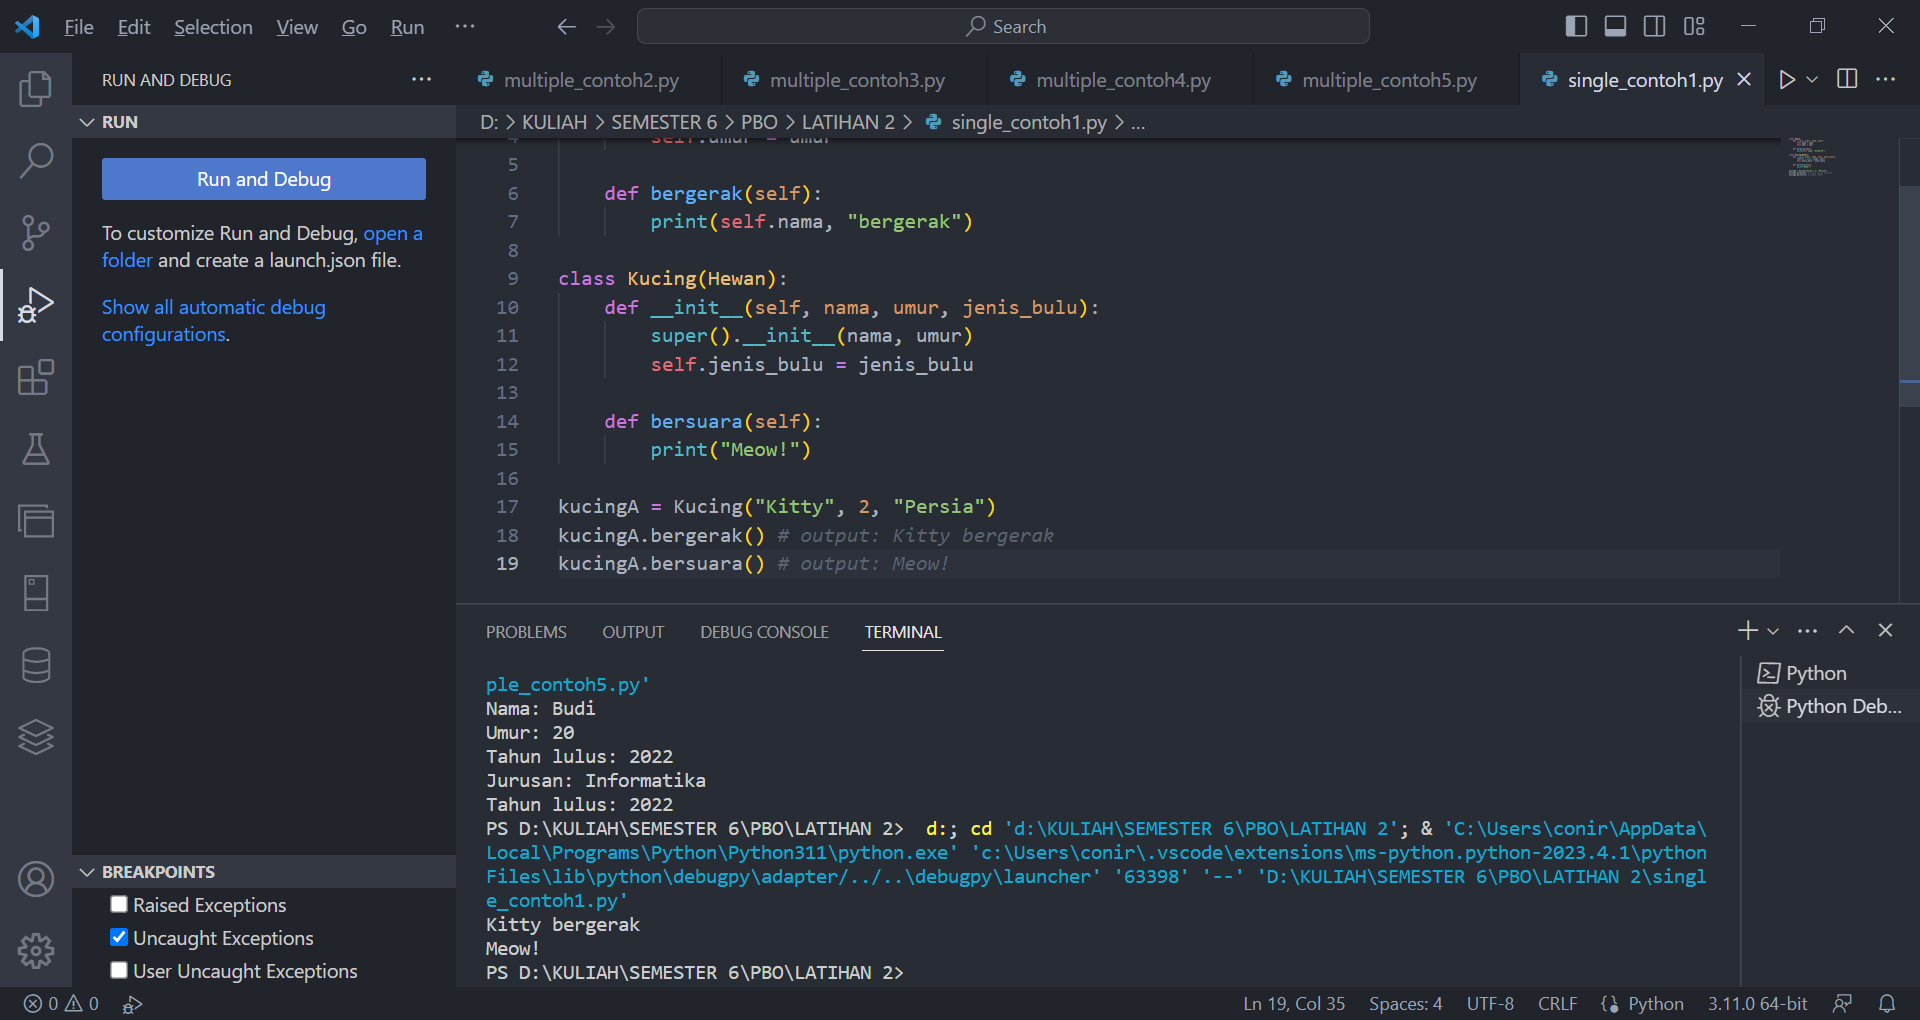 File Edit Selection View Go Run ··· Search
RUN AND DEBUG ···
multiple_contoh2.py multiple_contoh3.py multiple_contoh4.py multiple_contoh5.py single_contoh1.py
RUN
D: > KULIAH > SEMESTER 6 > PBO > LATIHAN 2 > single_contoh1.py > ...
Run and Debug
To customize Run and Debug, open a
folder and create a launch.json file.
Show all automatic debug
configurations.
4 self.umur = umur
5
6 def bergerak(self):
7 print(self.nama, "bergerak")
8
9 class Kucing(Hewan):
10 def __init__(self, nama, umur, jenis_bulu):
11 super().__init__(nama, umur)
12 self.jenis_bulu = jenis_bulu
13
14 def bersuara(self):
15 print("Meow!")
16
17 kucingA = Kucing("Kitty", 2, "Persia")
18 kucingA.bergerak() # output: Kitty bergerak
19 kucingA.bersuara() # output: Meow!
PROBLEMS OUTPUT DEBUG CONSOLE TERMINAL
Python
Python Deb...
ple_contoh5.py'
Nama: Budi
Umur: 20
Tahun lulus: 2022
Jurusan: Informatika
Tahun lulus: 2022
PS D:\KULIAH\SEMESTER 6\PBO\LATIHAN 2> d:; cd 'd:\KULIAH\SEMESTER 6\PBO\LATIHAN 2'; & 'C:\Users\conir\AppData\
Local\Programs\Python\Python311\python.exe' 'c:\Users\conir\.vscode\extensions\ms-python.python-2023.4.1\python
Files\lib\python\debugpy\adapter/../..\debugpy\launcher' '63398' '--' 'D:\KULIAH\SEMESTER 6\PBO\LATIHAN 2\singl
e_contoh1.py'
Kitty bergerak
Meow!
PS D:\KULIAH\SEMESTER 6\PBO\LATIHAN 2>
BREAKPOINTS
Raised Exceptions
Uncaught Exceptions
User Uncaught Exceptions
0 0 Ln 19, Col 35 Spaces: 4 UTF-8 CRLF Python 3.11.0 64-bit